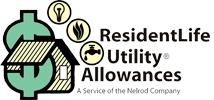 ResidentLife
Utility®
Allowances
A Service of the Nelrod Company